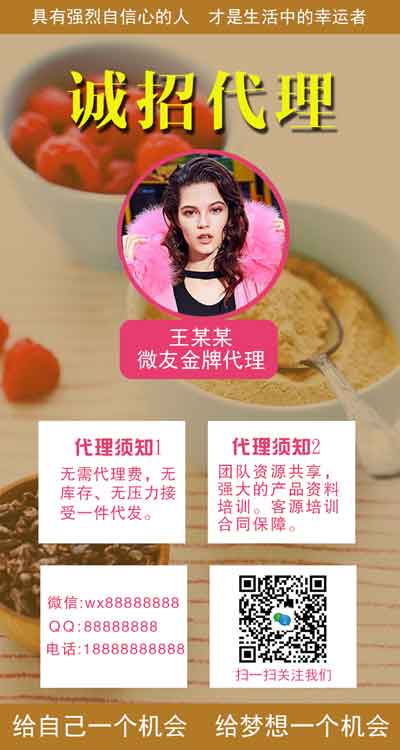 具有强烈自信心的人 才是生活中的幸运者
诚招代理
王某某
微友金牌代理
代理须知1
无需代理费，无
库存、无压力接
受一件代发。
代理须知2
团队资源共享，
强大的产品资料
培训。客源培训
合同保障。
微信:wx88888888
QQ:88888888
电话:18888888888
扫一扫关注我们
给自己一个机会 给梦想一个机会